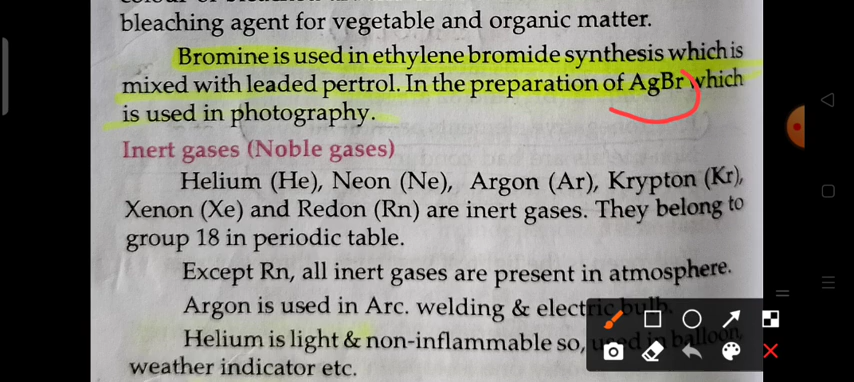 bleaching agent for vegetable and organic matter.
Bromine is used in ethylene bromide synthesis which is
mixed with leaded pertrol. In the preparation of AgBr which
is used in photography.
Inert gases (Noble gases)
Helium (He), Neon (Ne), Argon (Ar), Krypton (Kr),
Xenon (Xe) and Redon (Rn) are inert gases. They belong to
group 18 in periodic table.
Except Rn, all inert gases are present in atmosphere.
Argon is used in Arc. welding & electric bulb.
Helium is light & non-inflammable so, used in balloon,
weather indicator etc.